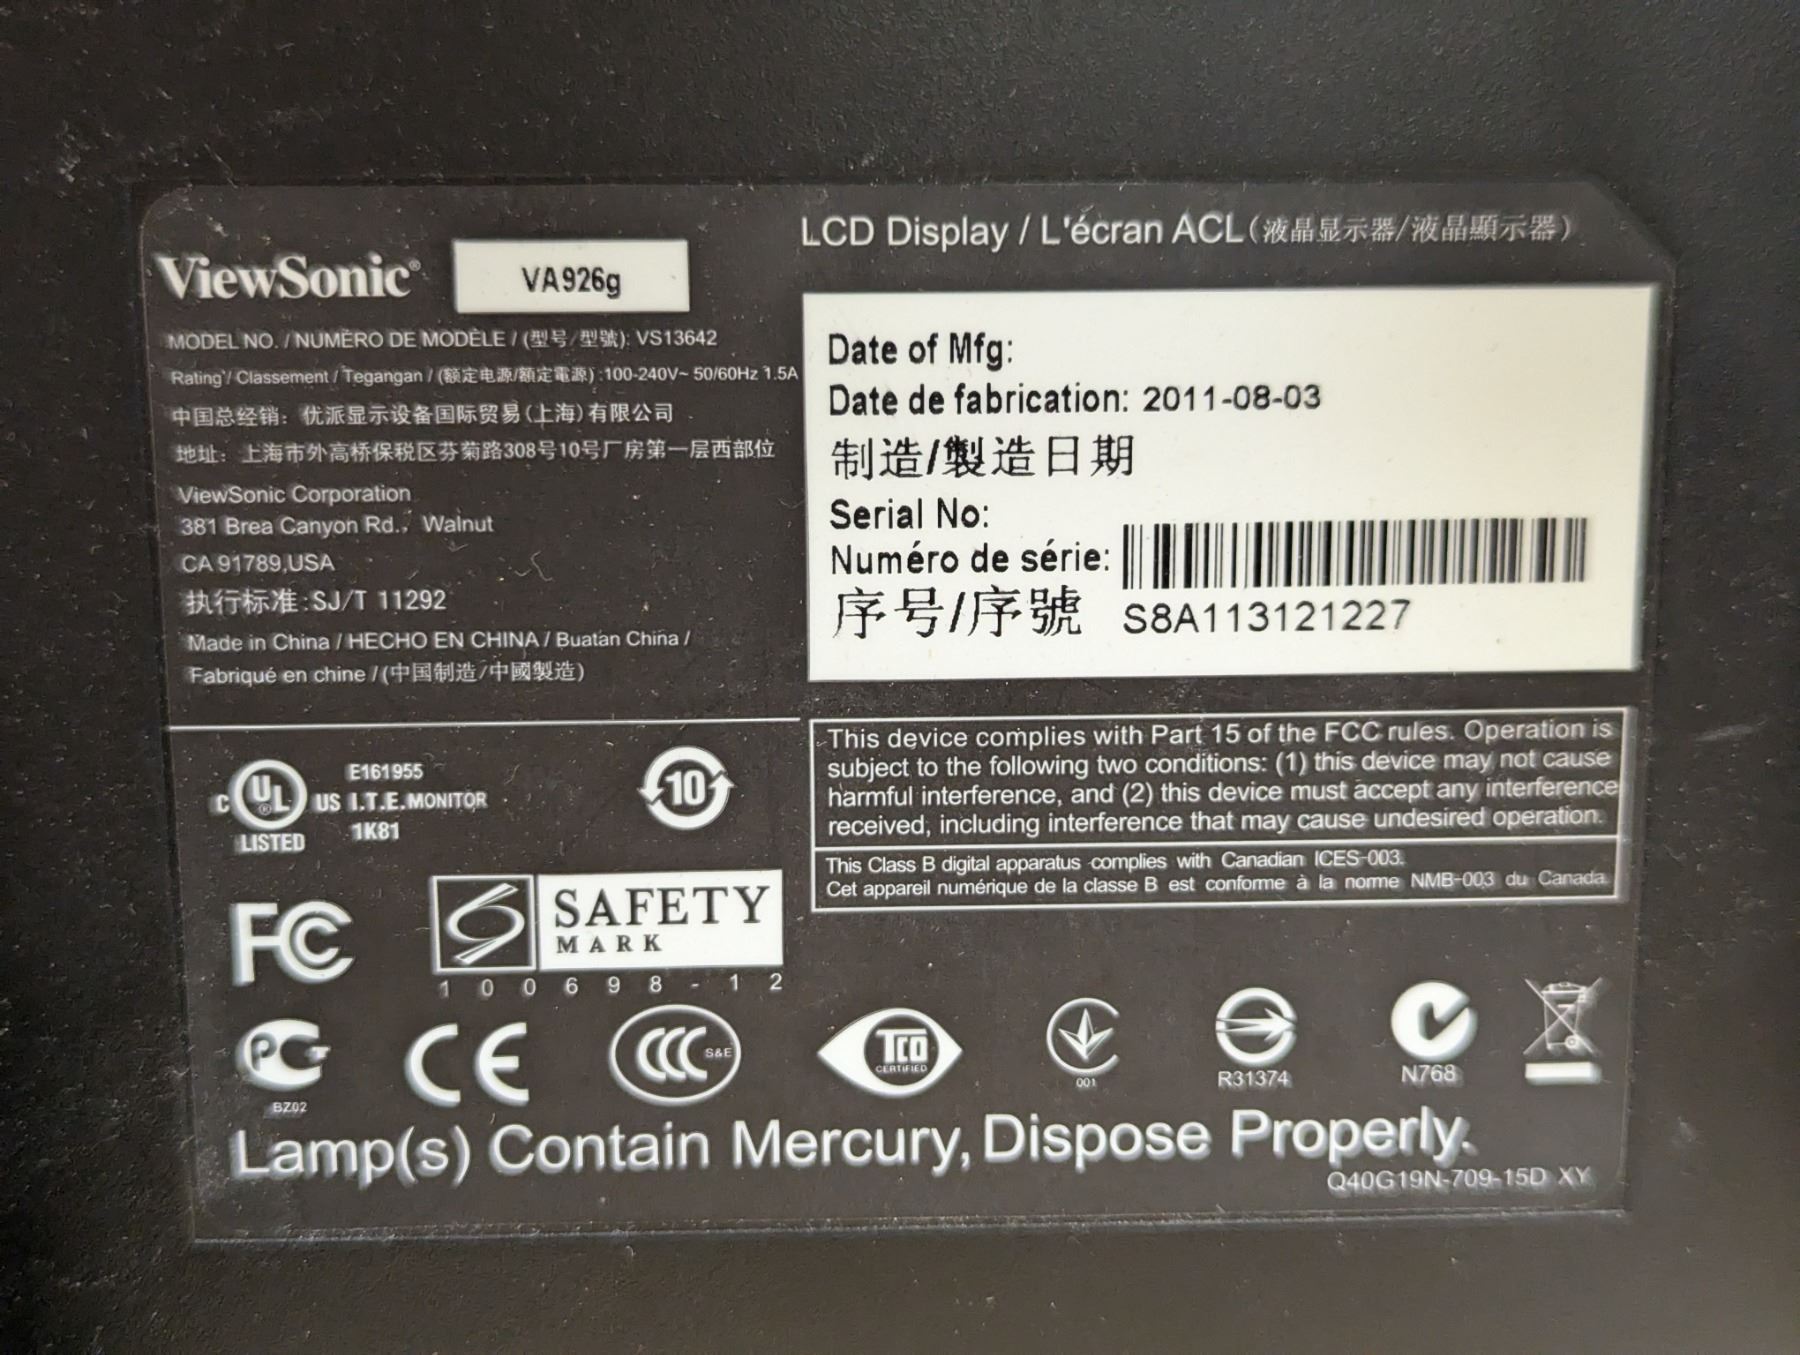 ViewSonic®
VA926g
LCD Display / L'écran ACL(液晶显示器/液晶顯示器)
MODEL NO. / NUMÉRO DE MODÈLE / (型号/型號): VS13642
Rating / Classement / Tegangan / (额定电源/額定電源) :100-240V~ 50/60Hz 1.5A
中国总经销: 优派显示设备国际贸易(上海)有限公司
地址: 上海市外高桥保税区芬菊路308号10号厂房第一层西部位
ViewSonic Corporation
381 Brea Canyon Rd., Walnut
CA 91789,USA
执行标准:SJ/T 11292
Made in China / HECHO EN CHINA / Buatan China /
Fabriqué en chine / (中国制造/中國製造)
Date of Mfg:
Date de fabrication: 2011-08-03
制造/製造日期
Serial No:
Numéro de série:
序号/序號 S8A113121227
This device complies with Part 15 of the FCC rules. Operation is
subject to the following two conditions: (1) this device may not cause
harmful interference, and (2) this device must accept any interference
received, including interference that may cause undesired operation.
This Class B digital apparatus complies with Canadian ICES-003.
Cet appareil numérique de la classe B est conforme à la norme NMB-003 du Canada.
C UL® US
LISTED
E161955
I.T.E.MONITOR
1K81
10
FC
SAFETY
MARK
100698-12
PG
BZ02
CE
CCC S&E
TCO
CERTIFIED
001
R31374
N768
Lamp(s) Contain Mercury, Dispose Properly.
Q40G19N-709-15D XY